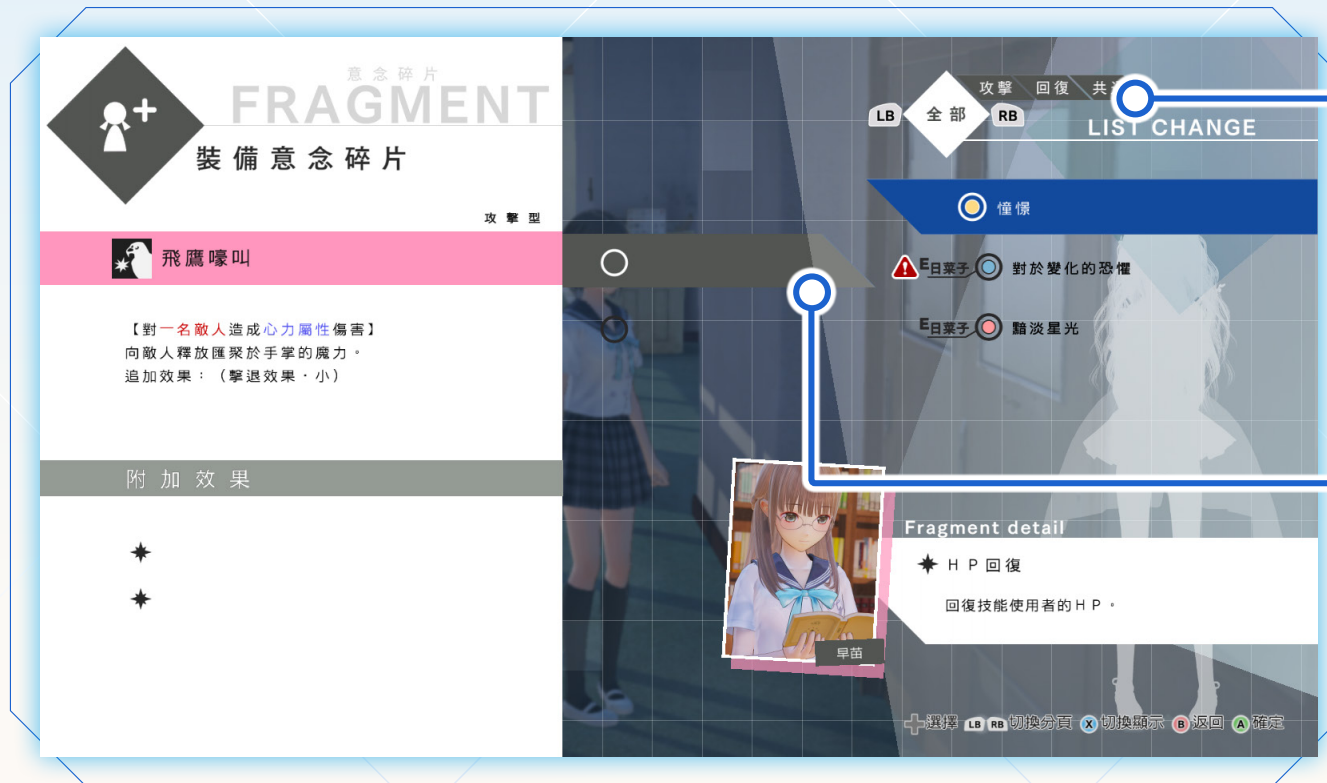 意念碎片
FRAGMENT
裝備意念碎片
攻擊型
飛鷹嚎叫
【對一名敵人造成心力屬性傷害】
向敵人釋放匯聚於手掌的魔力。
追加效果：（擊退效果・小）
附加效果
攻擊 回復 共
LB 全部 RB
LIST CHANGE
憧憬
E日菜子 對於變化的恐懼
E日菜子 黯淡星光
早苗
Fragment detail
ＨＰ回復
回復技能使用者的ＨＰ。
選擇 LB RB 切換分頁 X 切換顯示 B 返回 A 確定